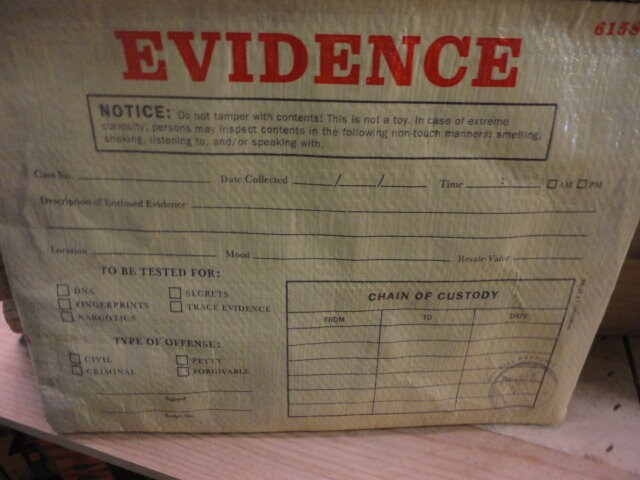 6158
EVIDENCE
NOTICE: Do not tamper with contents! This is not a toy. In case of extreme
curiosity, persons may inspect contents in the following non-touch manners: smelling,
shaking, listening to, and/or speaking with.
Case No. Date Collected / / Time : AM PM
Description of Enclosed Evidence
Location Mood Resale Value
TO BE TESTED FOR:
DNA SECRETS
FINGERPRINTS TRACE EVIDENCE
NARCOTICS
TYPE OF OFFENSE:
CIVIL PETTY
CRIMINAL FORGIVABLE
Signed
CHAIN OF CUSTODY
FROM TO DATE